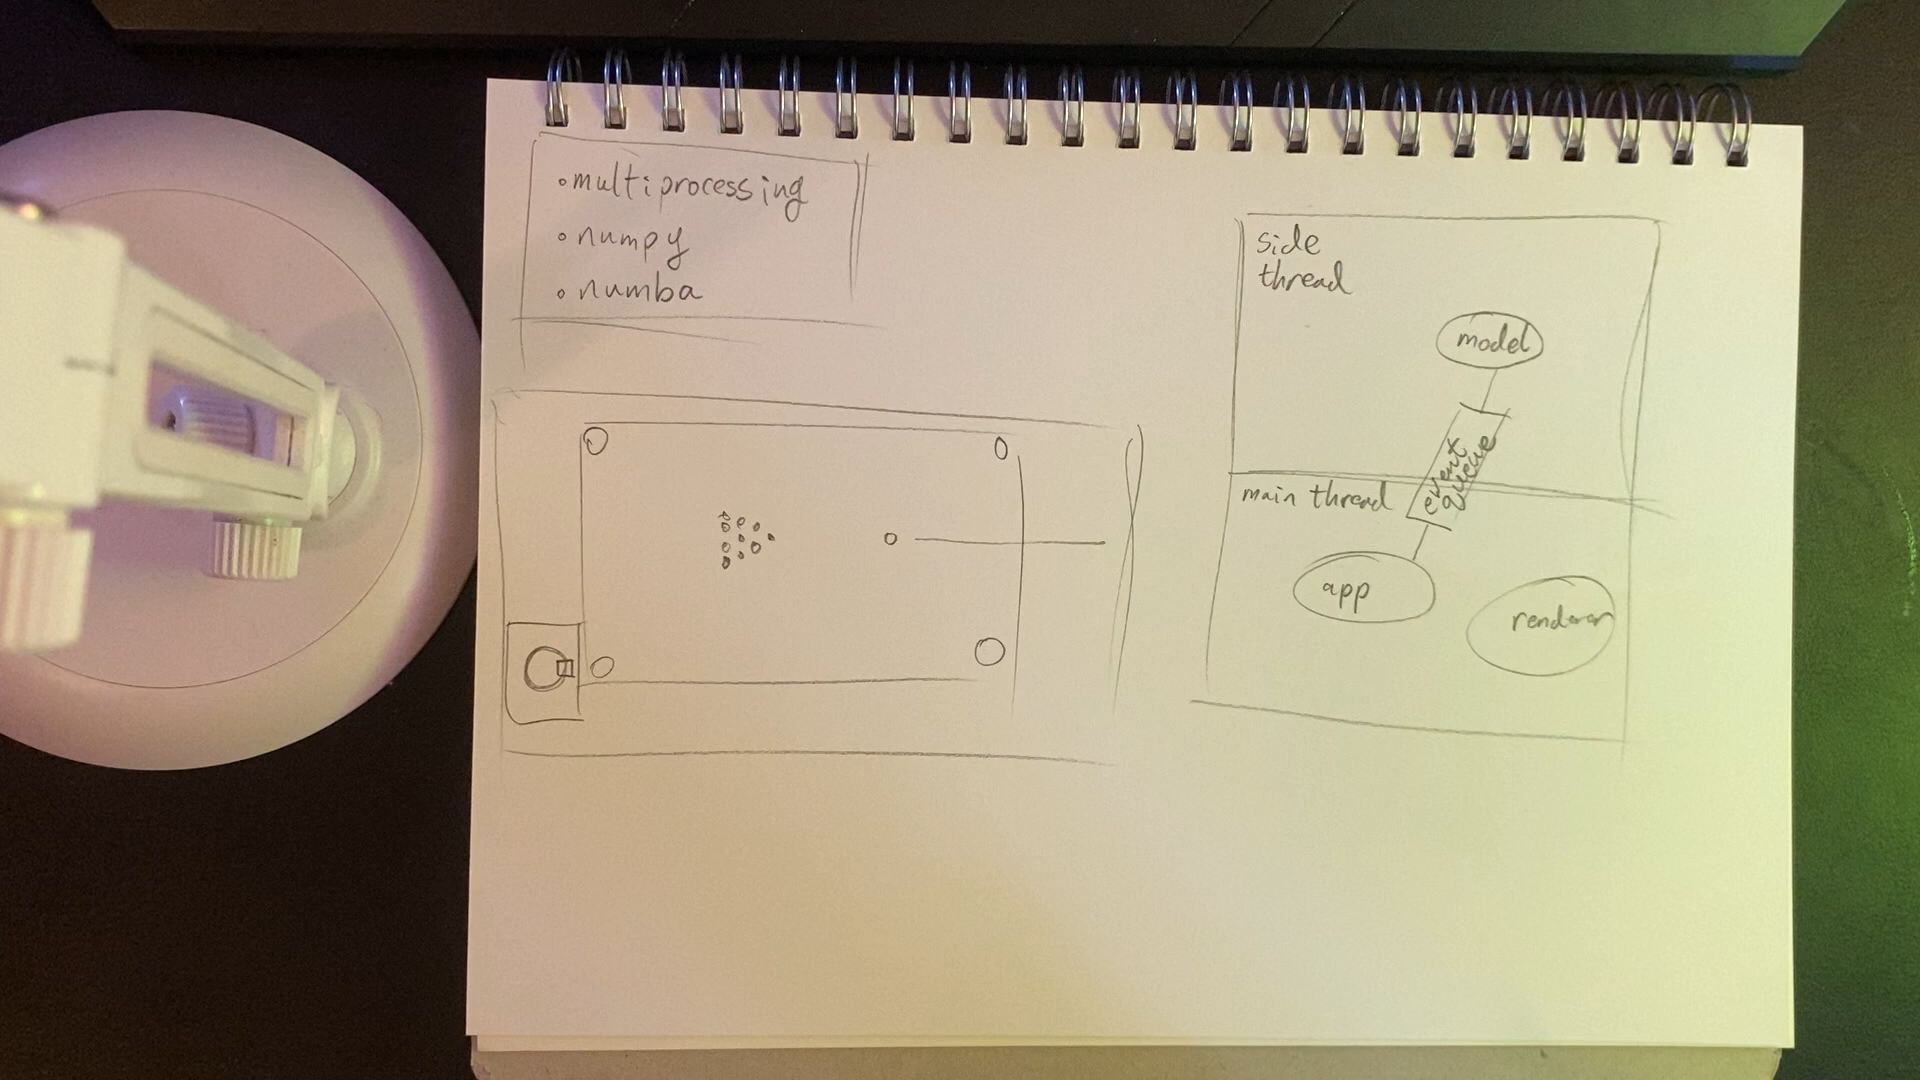 multiprocessing
numpy
numba
side
thread
model
event
queue
main thread
app
renderer